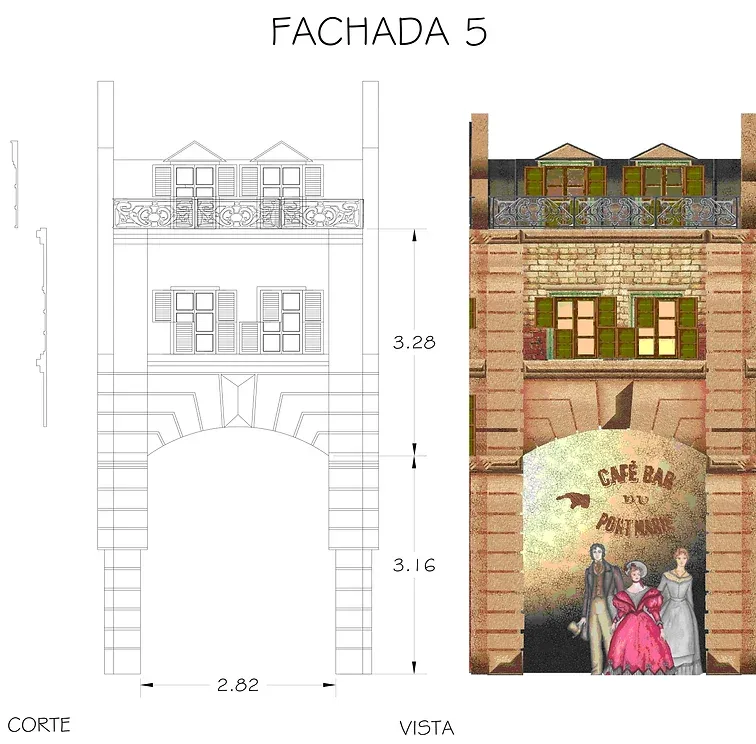 FACHADA 5
3.28
3.16
2.82
CORTE
VISTA
CAFÉ BAR
DU
PONT MARIE